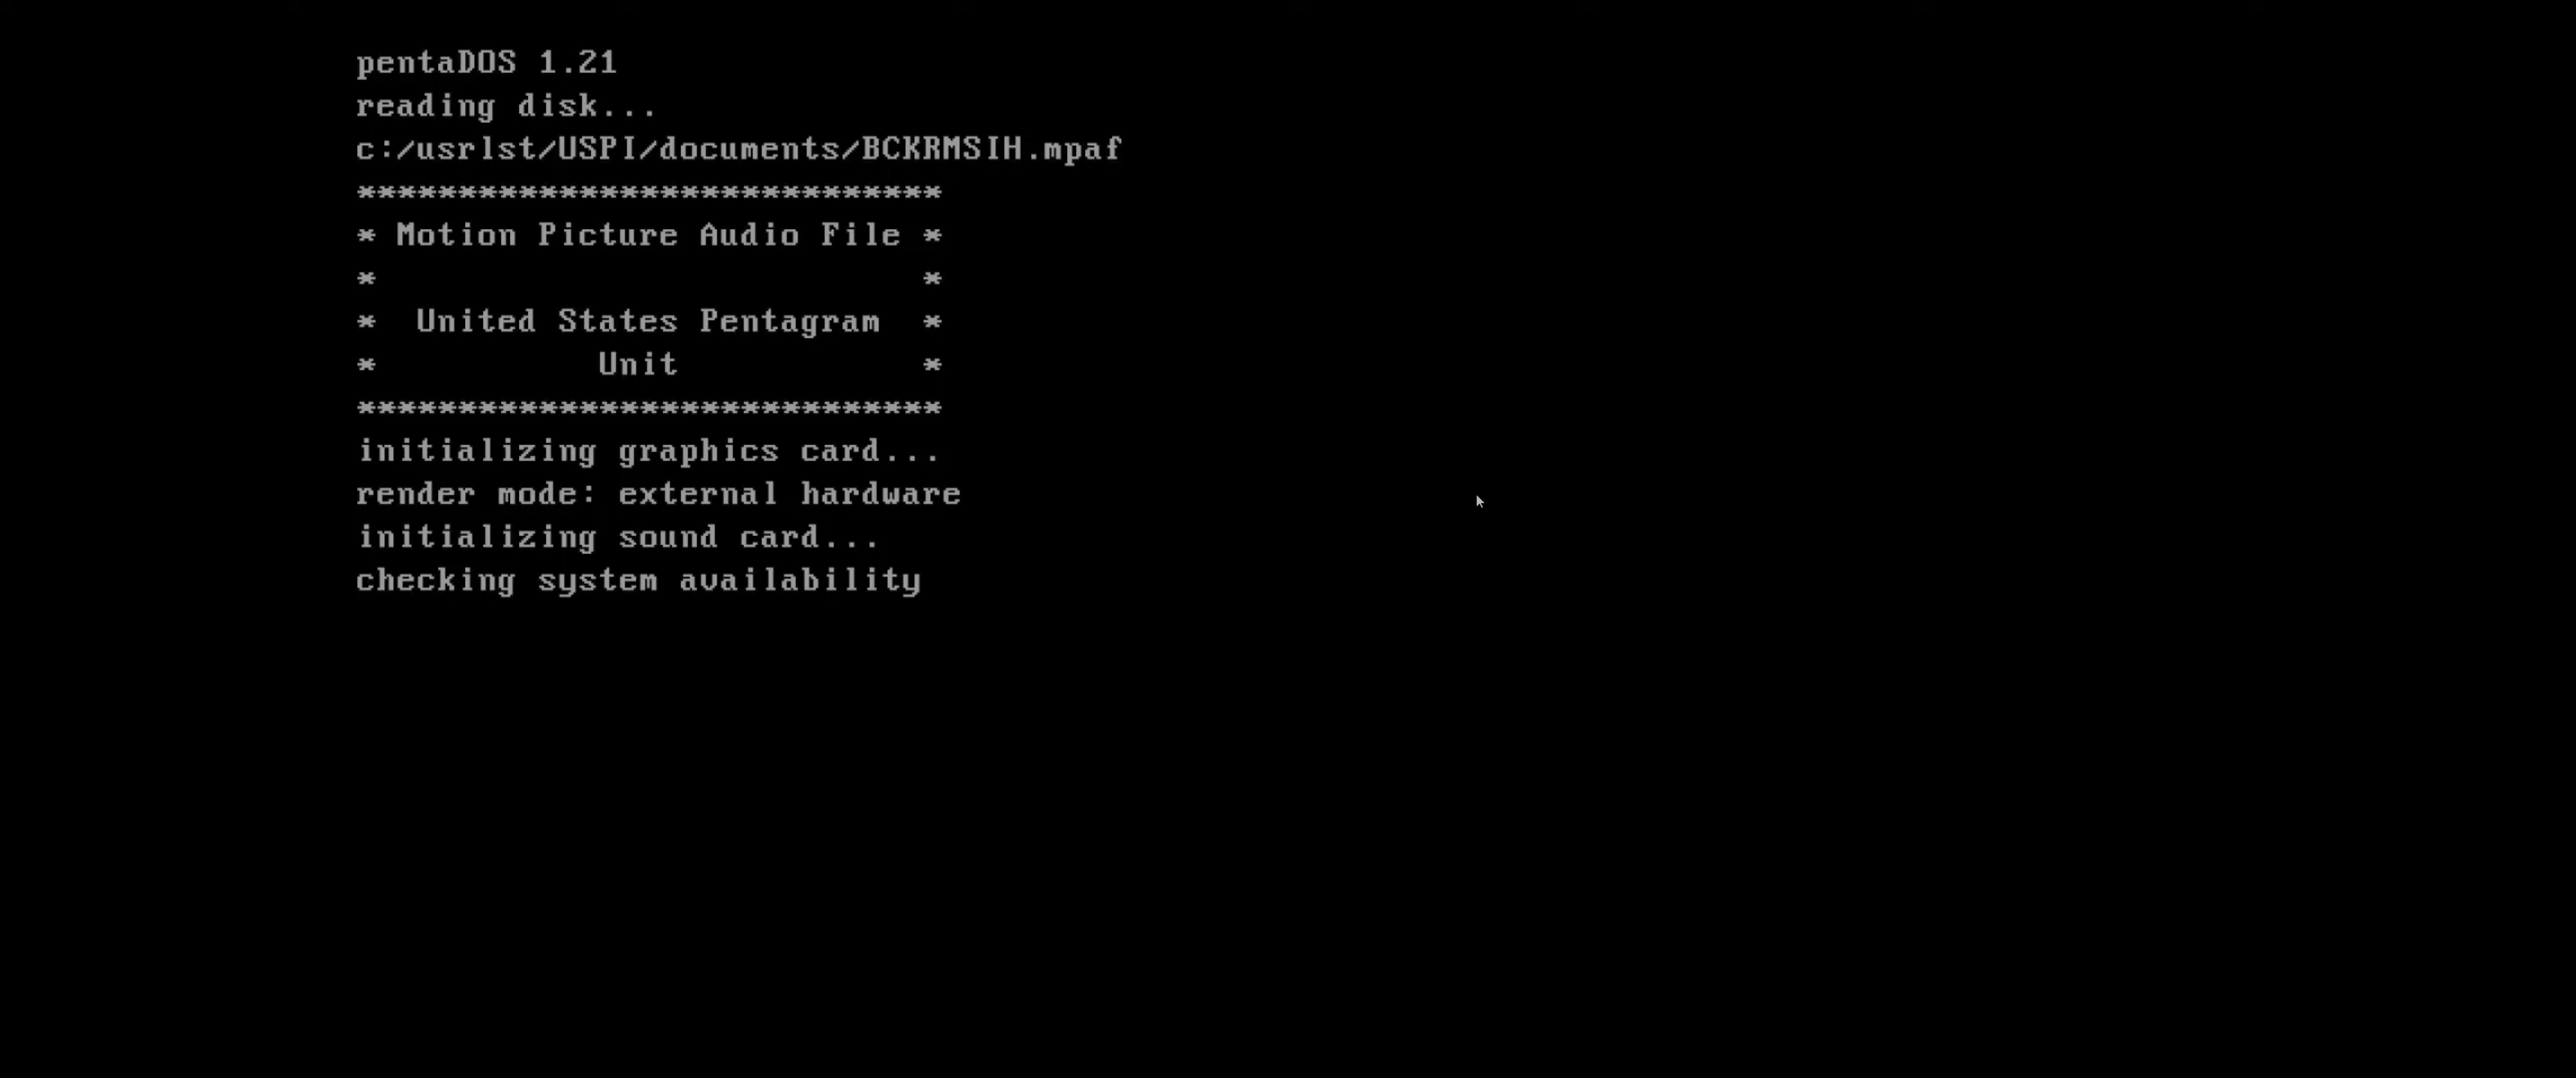 pentaDOS 1.21
reading disk...
c:/usrlst/USPI/documents/BCKRMSIH.mpaf
*****************************
* Motion Picture Audio File *
*                           *
*  United States Pentagram  *
*           Unit            *
*****************************
initializing graphics card...
render mode: external hardware
initializing sound card...
checking system availability